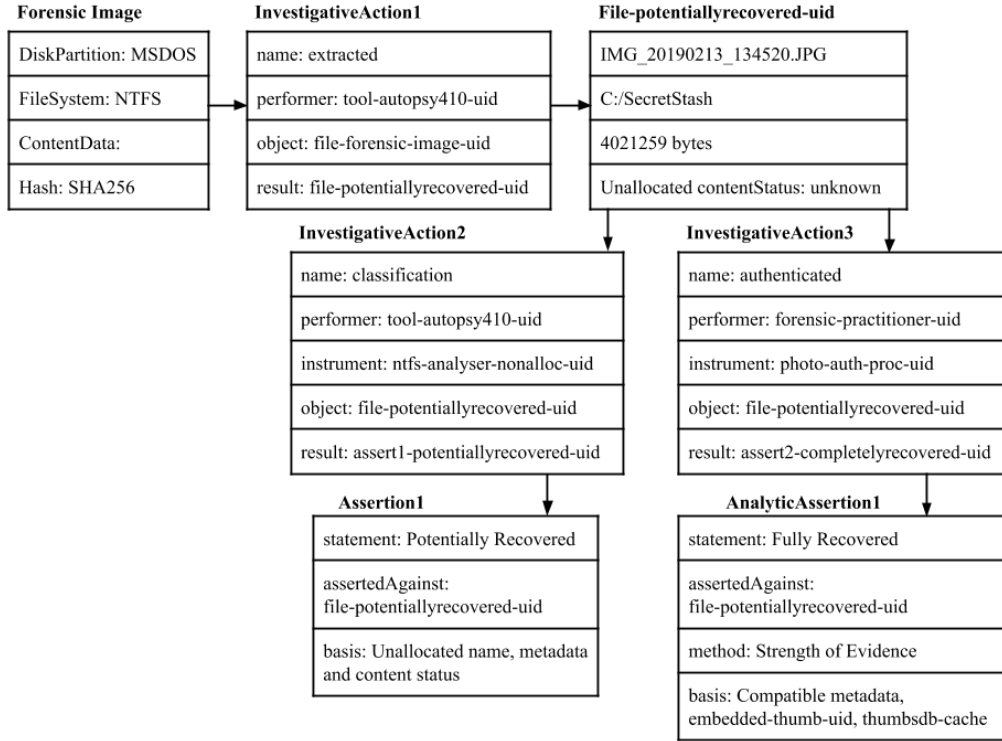 Forensic Image
DiskPartition: MSDOS
FileSystem: NTFS
ContentData:
Hash: SHA256
InvestigativeAction1
name: extracted
performer: tool-autopsy410-uid
object: file-forensic-image-uid
result: file-potentiallyrecovered-uid
File-potentiallyrecovered-uid
IMG_20190213_134520.JPG
C:/SecretStash
4021259 bytes
Unallocated contentStatus: unknown
InvestigativeAction2
name: classification
performer: tool-autopsy410-uid
instrument: ntfs-analyser-nonalloc-uid
object: file-potentiallyrecovered-uid
result: assert1-potentiallyrecovered-uid
InvestigativeAction3
name: authenticated
performer: forensic-practitioner-uid
instrument: photo-auth-proc-uid
object: file-potentiallyrecovered-uid
result: assert2-completelyrecovered-uid
Assertion1
statement: Potentially Recovered
assertedAgainst:
file-potentiallyrecovered-uid
basis: Unallocated name, metadata
and content status
AnalyticAssertion1
statement: Fully Recovered
assertedAgainst:
file-potentiallyrecovered-uid
method: Strength of Evidence
basis: Compatible metadata,
embedded-thumb-uid, thumbsdb-cache